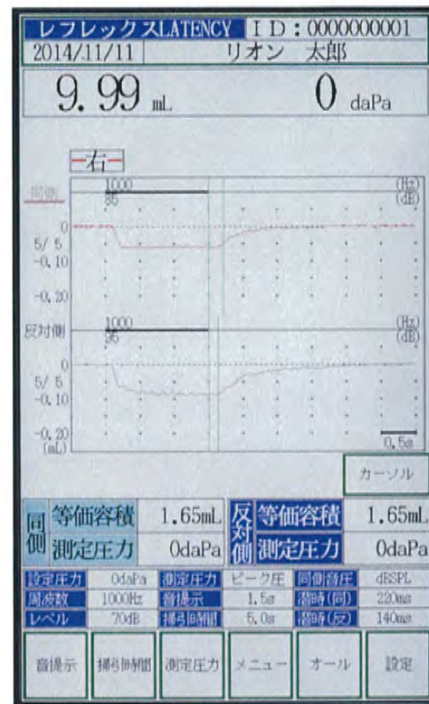 レフレックスLATENCY ID:0000000001
2014/11/11 リオン 太郎
9.99 mL 0 daPa
右
同側 1000 (Hz)
85 (dB)
0
5/ 5
-0.10
-0.20
反対側 1000 (Hz)
95 (dB)
0
5/ 5
-0.10
-0.20
(mL) 0.5s
カーソル
同側 等価容積 1.65mL 反対側 等価容積 1.65mL
測定圧力 0daPa 測定圧力 0daPa
設定圧力 0daPa 測定圧力 ピーク圧 同側音圧 dBSPL
周波数 1000Hz 音提示 1.5s 潜時(同) 220ms
レベル 70dB 掃引時間 5.0s 潜時(反) 140ms
音提示 掃引時間 測定圧力 メニュー オール 設定